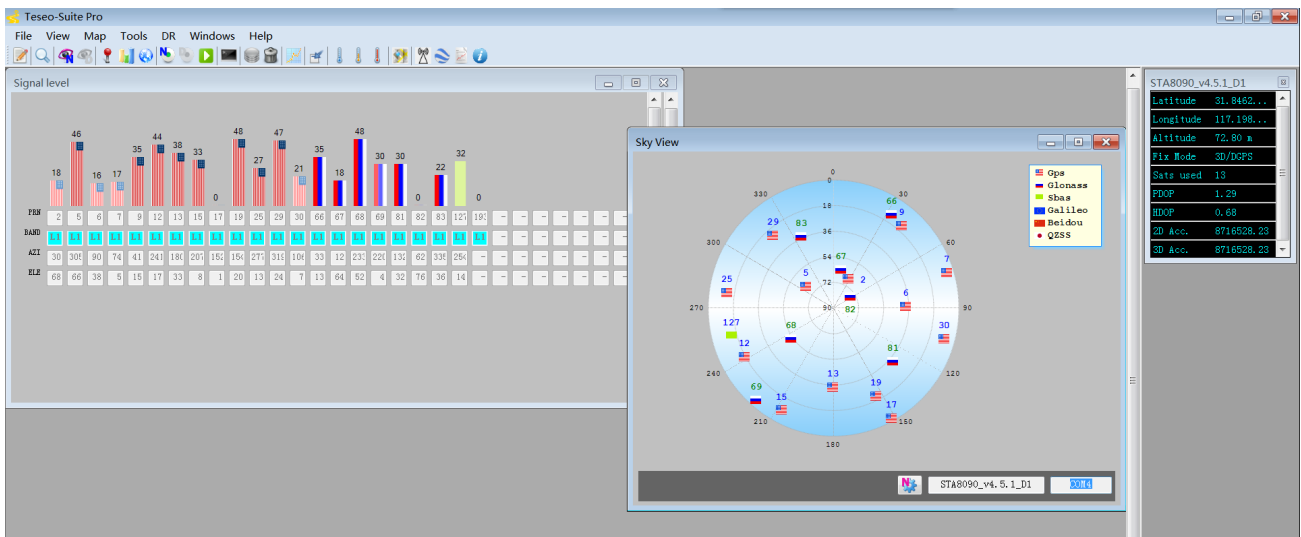 Teseo-Suite Pro
File View Map Tools DR Windows Help
Signal level
18 46 16 17 35 44 38 33 0 48 27 47 21 35 18 48 30 30 0 22 32 0
PRN 2 5 6 7 9 12 13 15 17 19 25 29 30 66 67 68 69 81 82 83 127 193 - - - - - -
BAND L1 L1 L1 L1 L1 L1 L1 L1 L1 L1 L1 L1 L1 L1 L1 L1 L1 L1 L1 L1 L1 L1 - - - - - -
AZI 30 305 90 74 41 241 180 207 152 277 319 106 33 12 220 132 62 335 - - - - - -
ELE 68 66 38 5 15 17 33 8 1 20 13 24 7 13 64 52 4 32 76 36 14 - - - - - - -
Sky View
0
0
18
36
54
72
90
30
60
90
120
150
180
210
240
270
300
330
66
9
29
83
7
67
5
2
25
6
82
127
68
30
12
81
13
19
69
15
17
Gps
Glonass
Sbas
Galileo
Beidou
QZSS
STA8090_v4.5.1_D1
COM4
STA8090_v4.5.1_D1
Latitude 31.8462...
Longtitude 117.198...
Altitude 72.80 m
Fix Mode 3D/DGPS
Sats used 13
PDOP 1.29
HDOP 0.68
2D Acc. 8716528.23
3D Acc. 8716528.23